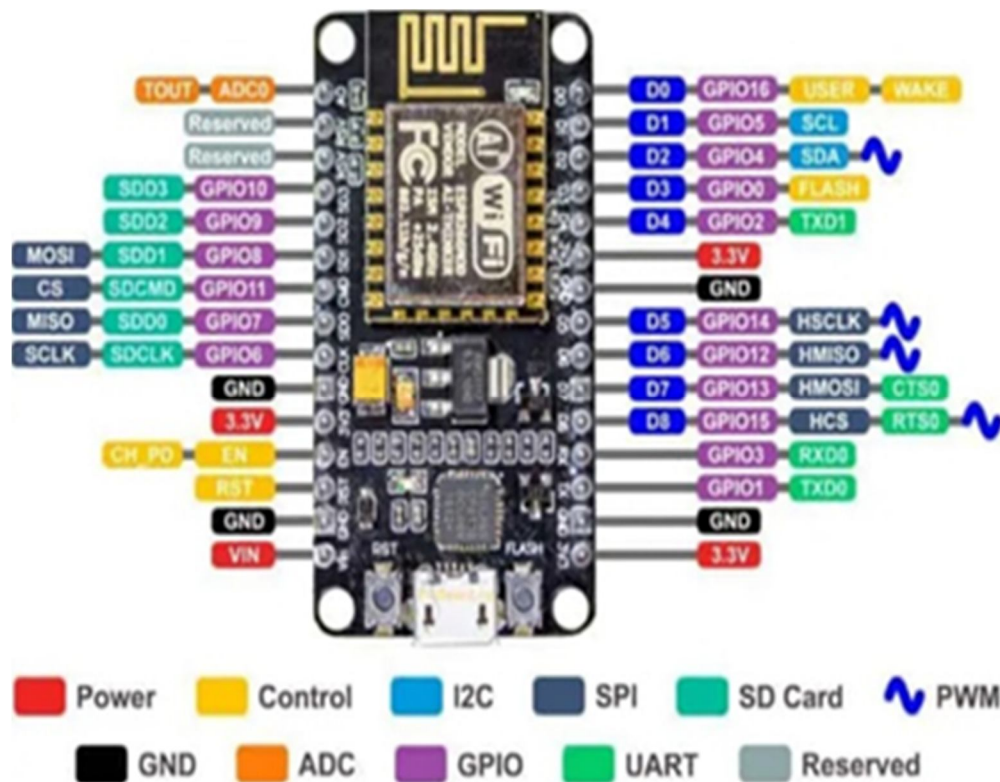 TOUT ADC0 D0 GPIO16 USER WAKE
Reserved D1 GPIO5 SCL
Reserved D2 GPIO4 SDA
SDD3 GPIO10 D3 GPIO0 FLASH
SDD2 GPIO9 D4 GPIO2 TXD1
MOSI SDD1 GPIO8 3.3V
CS SDCMD GPIO11 GND
MISO SDD0 GPIO7 D5 GPIO14 HSCLK
SCLK SDCLK GPIO6 D6 GPIO12 HMISO
GND D7 GPIO13 HMOSI CTS0
3.3V D8 GPIO15 HCS RTS0
CH_PD EN GPIO3 RXD0
RST GPIO1 TXD0
GND GND
VIN 3.3V
Ai WiFi
FC
RST FLASH
Power Control I2C SPI SD Card PWM
GND ADC GPIO UART Reserved